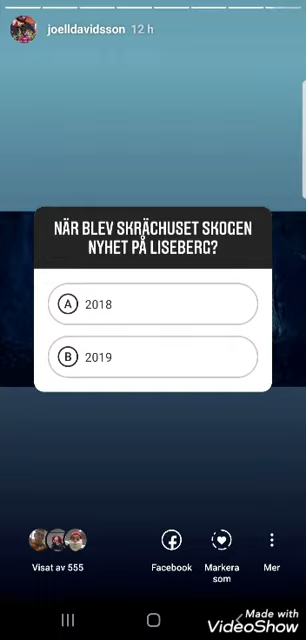 joelldavidsson 12 h
NÄR BLEV SKRÄCHUSET SKOGEN
NYHET PÅ LISEBERG?
A 2018
B 2019
Visat av 555
Facebook
Markera
som
Mer
Made with
VideoShow